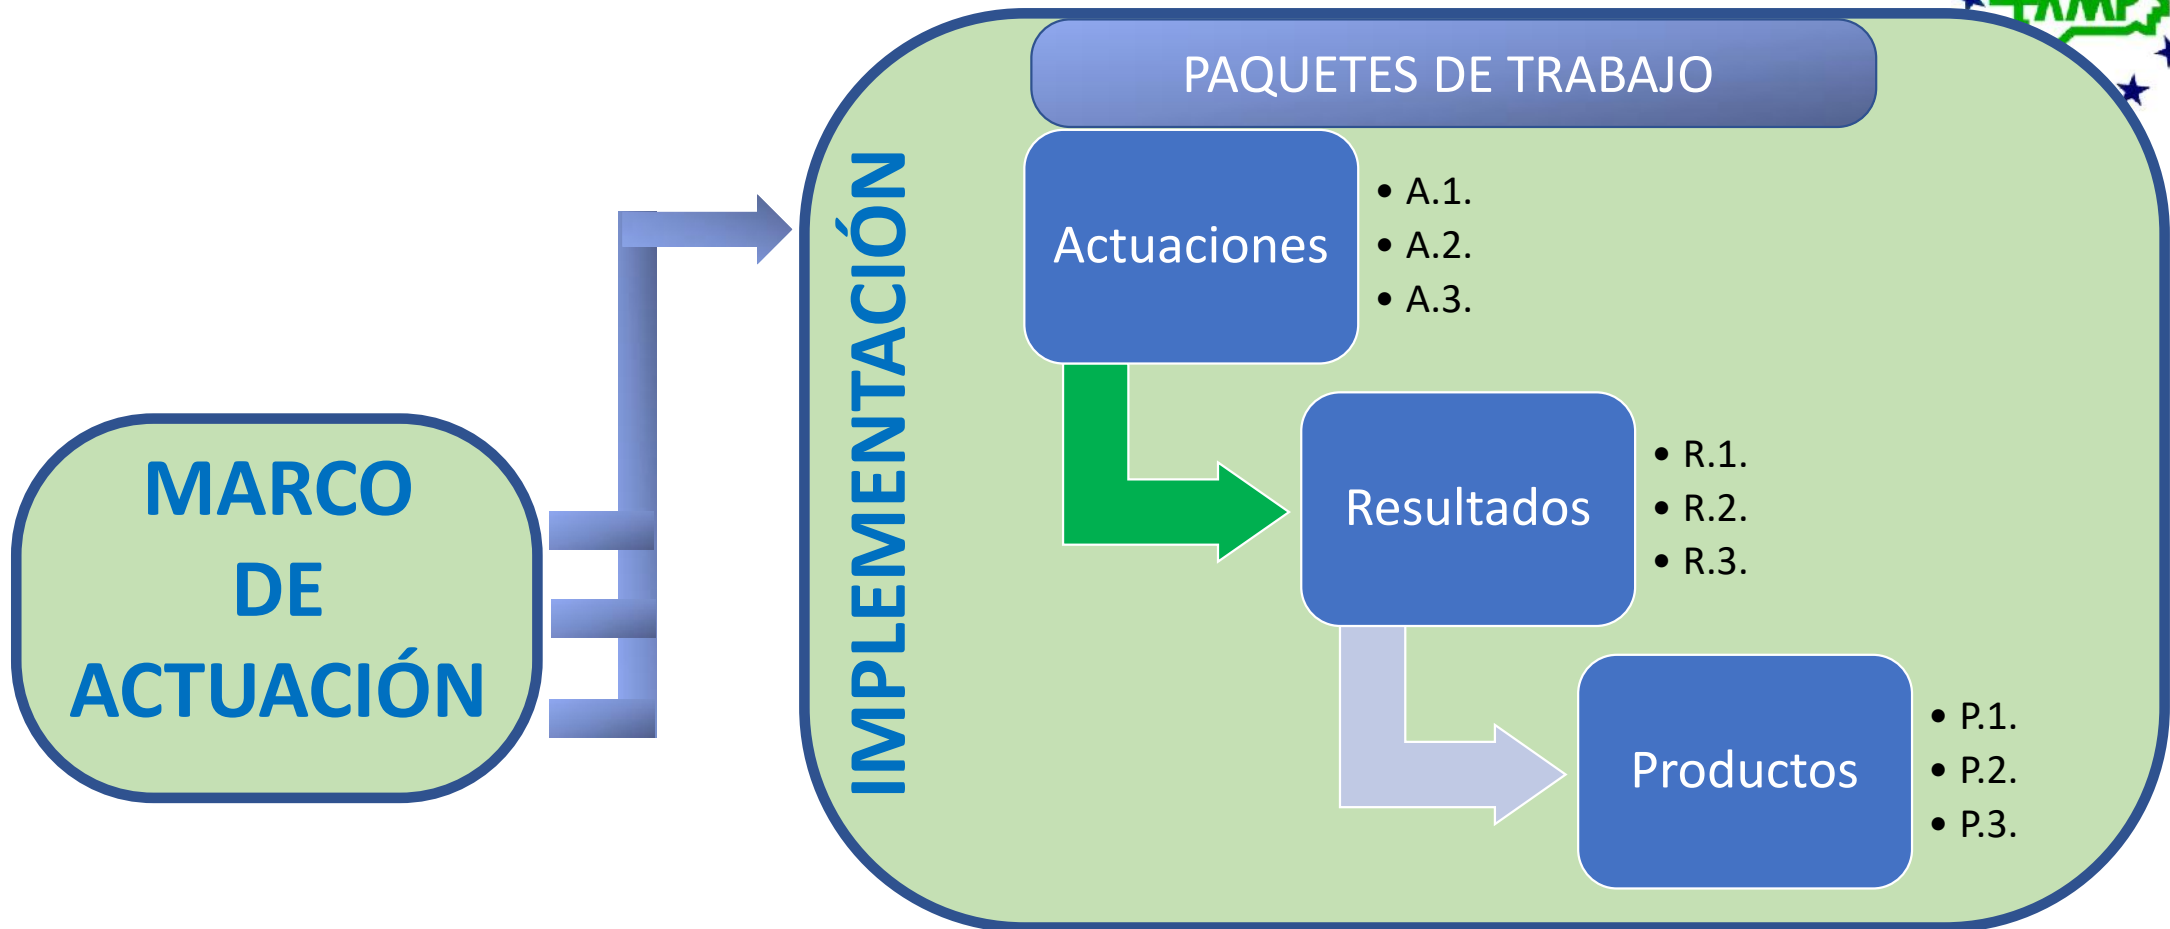 PAQUETES DE TRABAJO
IMPLEMENTACIÓN
MARCO
DE
ACTUACIÓN
Actuaciones
• A.1.
• A.2.
• A.3.
Resultados
• R.1.
• R.2.
• R.3.
Productos
• P.1.
• P.2.
• P.3.